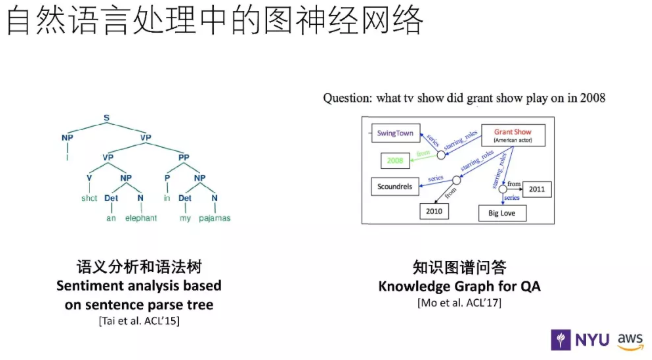 自然语言处理中的图神经网络
S
NP VP
I VP PP
V NP P NP
shot Det N in Det N
an elephant my pajamas
语义分析和语法树
Sentiment analysis based
on sentence parse tree
[Tai et al. ACL'15]
Question: what tv show did grant show play on in 2008
SwingTown
series
starring_roles
Grant Show
(American actor)
2008
from
starring_roles
starring_roles
Scoundrels
series
from
2010
from
2011
series
Big Love
知识图谱问答
Knowledge Graph for QA
[Mo et al. ACL'17]
NYU aws